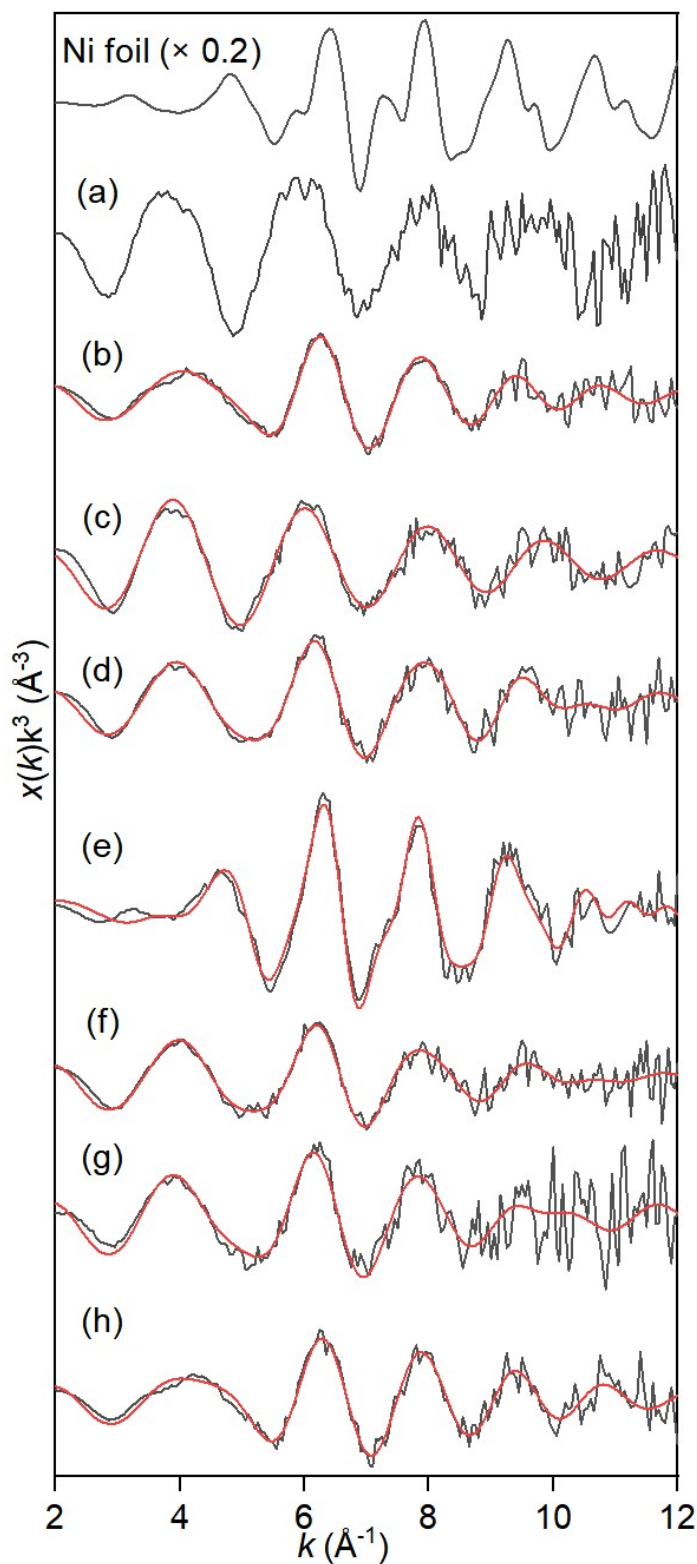 Ni foil (× 0.2)
(a)
(b)
(c)
(d)
(e)
(f)
(g)
(h)
x(k)k³ (Å⁻³)
2 4 6 8 10 12
k (Å⁻¹)